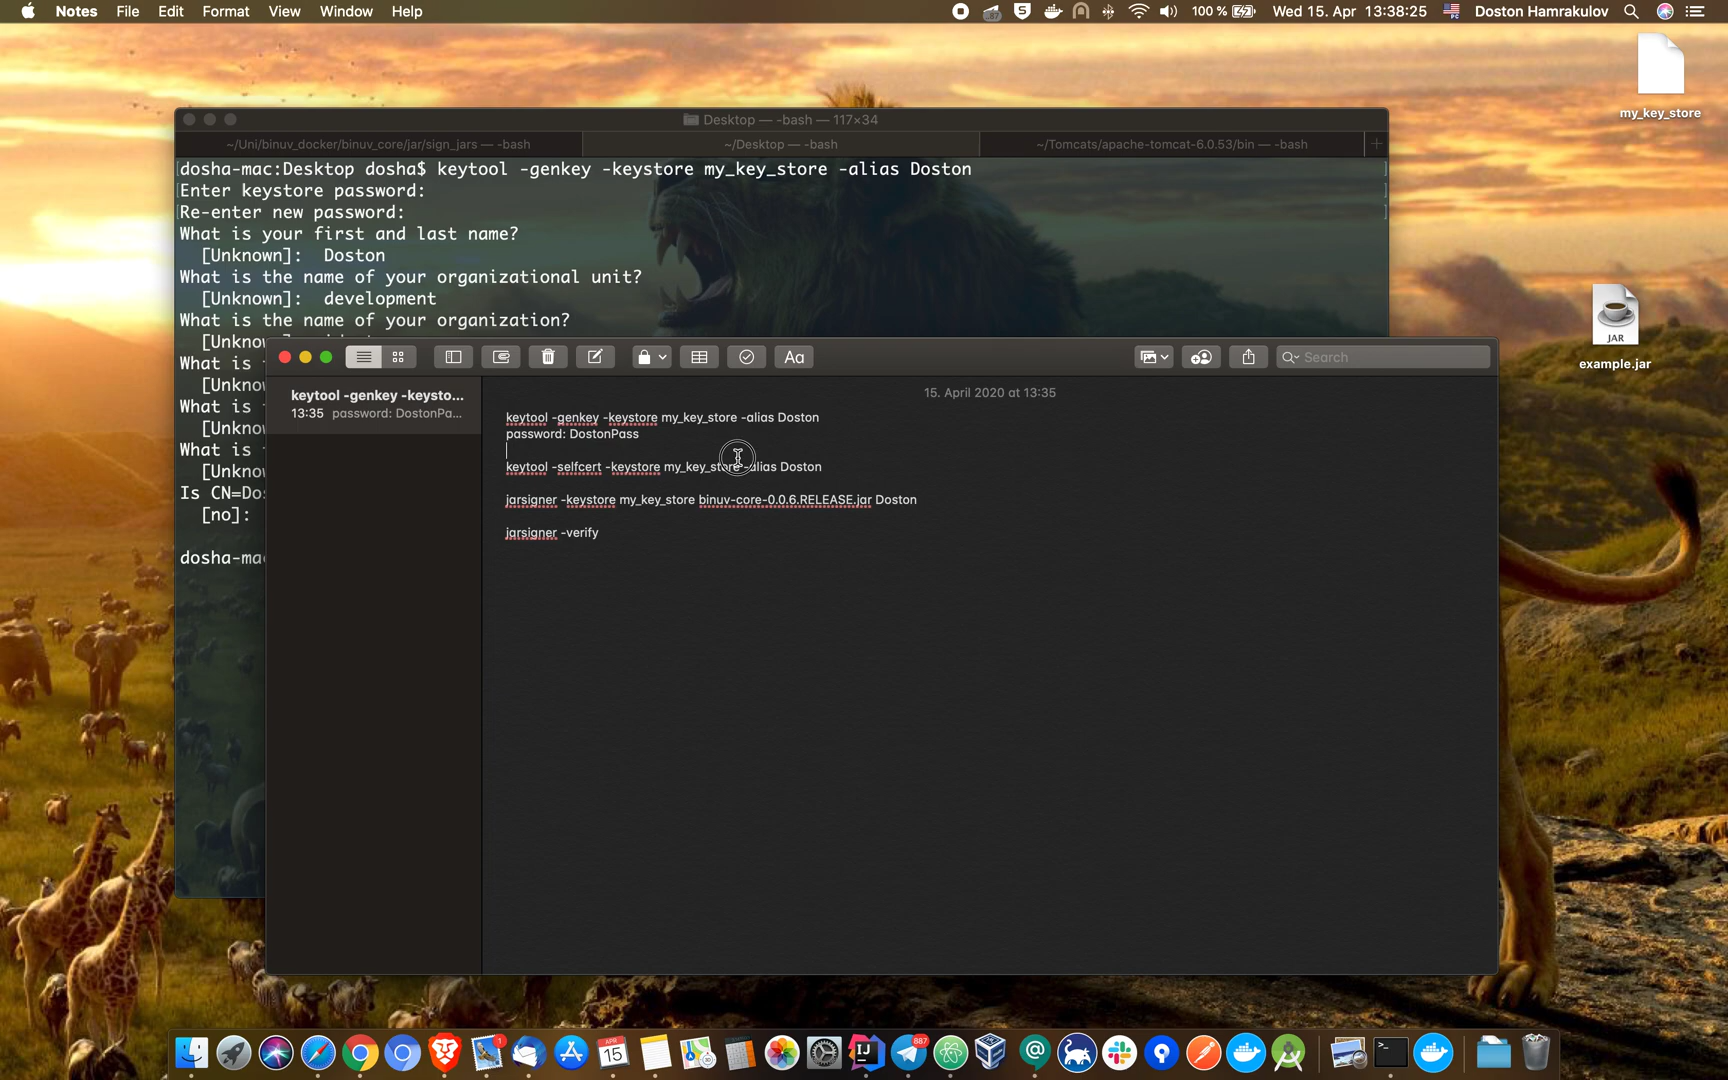 Notes File Edit Format View Window Help
100 % Wed 15. Apr 13:38:25 Doston Hamrakulov
my_key_store
Desktop — -bash — 117×34
~/Uni/binuv_docker/binuv_core/jar/sign_jars — -bash
~/Desktop — -bash
~/Tomcats/apache-tomcat-6.0.53/bin — -bash
dosha-mac:Desktop dosha$ keytool -genkey -keystore my_key_store -alias Doston
Enter keystore password:
Re-enter new password:
What is your first and last name?
[Unknown]: Doston
What is the name of your organizational unit?
[Unknown]: development
What is the name of your organization?
[Unkno
What is
[Unkno
What is
[Unkno
What is
[Unkno
Is CN=Do
[no]:
dosha-ma
JAR
example.jar
Aa
Search
keytool -genkey -keysto...
13:35 password: DostonPa...
15. April 2020 at 13:35
keytool -genkey -keystore my_key_store -alias Doston
password: DostonPass
keytool -selfcert -keystore my_key_store -alias Doston
jarsigner -keystore my_key_store binuv-core-0.0.6.RELEASE.jar Doston
jarsigner -verify
APR
15
887